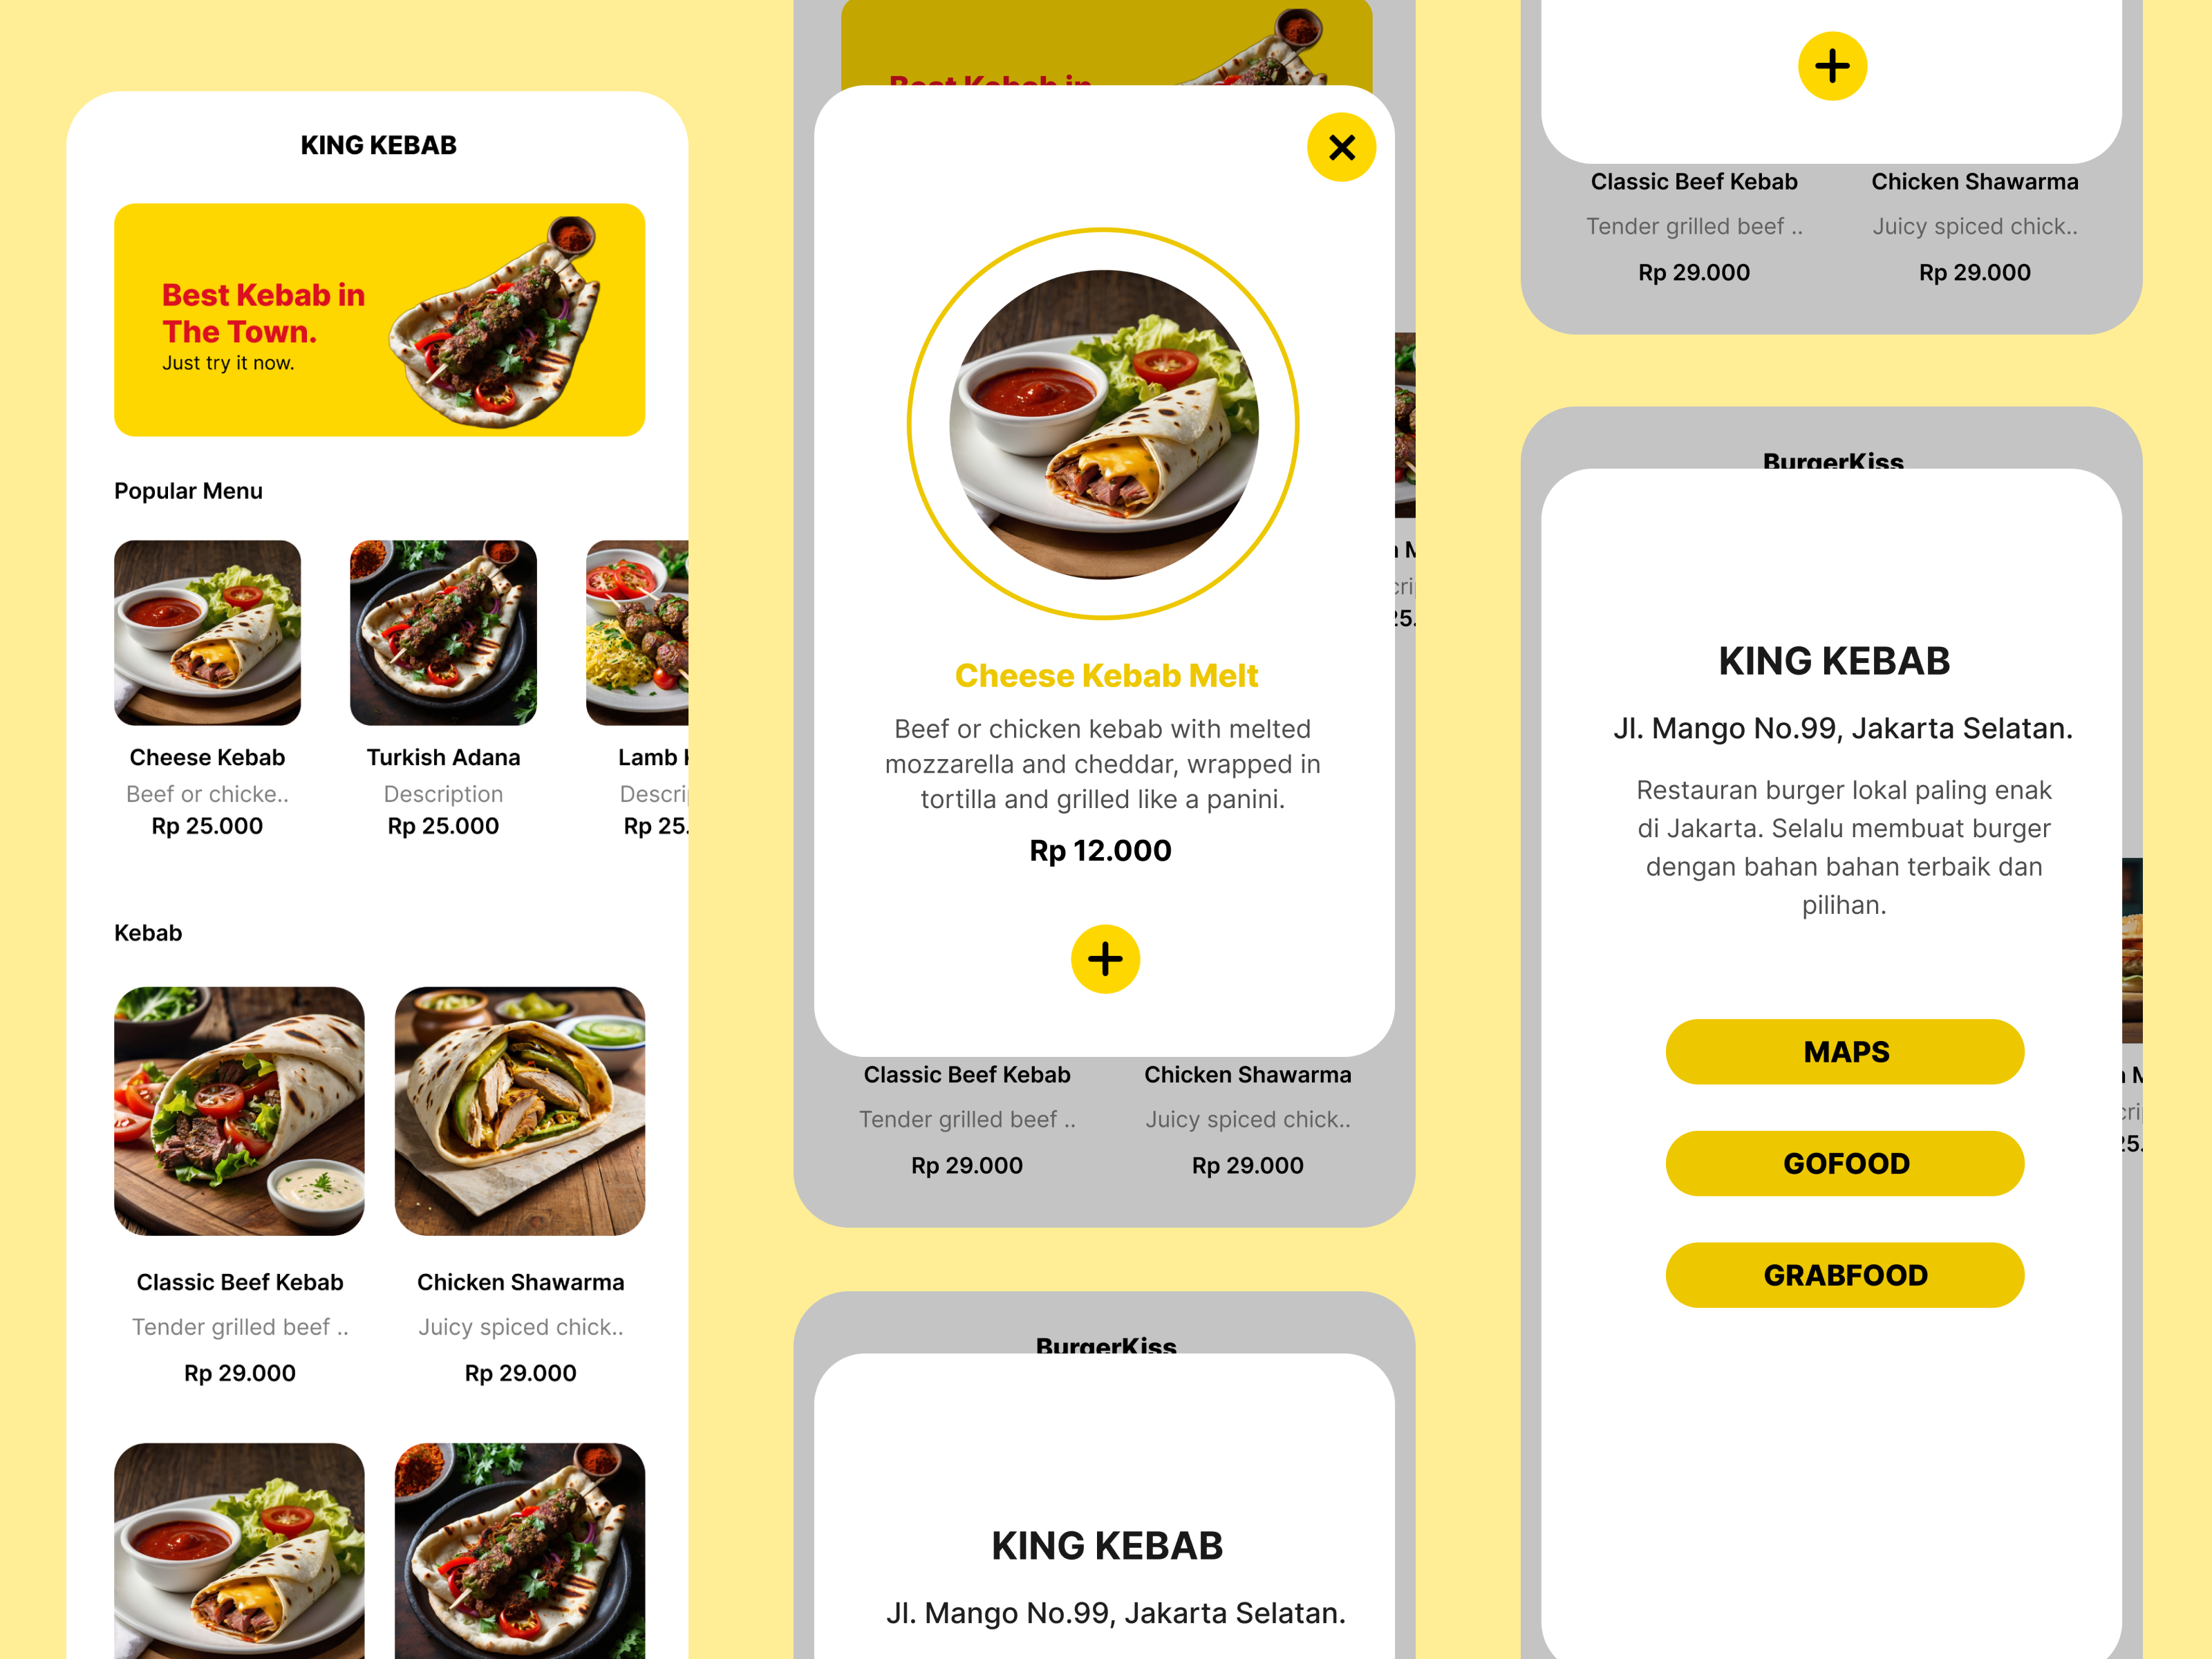 KING KEBAB
Best Kebab in
The Town.
Just try it now.
Popular Menu
Cheese Kebab
Beef or chicke..
Rp 25.000
Turkish Adana
Description
Rp 25.000
Lamb
Descri
Rp 25.
Kebab
Classic Beef Kebab
Tender grilled beef ..
Rp 29.000
Chicken Shawarma
Juicy spiced chick..
Rp 29.000
Best Kebab in
Cheese Kebab Melt
Beef or chicken kebab with melted
mozzarella and cheddar, wrapped in
tortilla and grilled like a panini.
Rp 12.000
Classic Beef Kebab
Tender grilled beef ..
Rp 29.000
Chicken Shawarma
Juicy spiced chick..
Rp 29.000
BurgerKiss
KING KEBAB
Jl. Mango No.99, Jakarta Selatan.
Classic Beef Kebab
Tender grilled beef ..
Rp 29.000
Chicken Shawarma
Juicy spiced chick..
Rp 29.000
BurgerKiss
KING KEBAB
Jl. Mango No.99, Jakarta Selatan.
Restauran burger lokal paling enak
di Jakarta. Selalu membuat burger
dengan bahan bahan terbaik dan
pilihan.
MAPS
GOFOOD
GRABFOOD